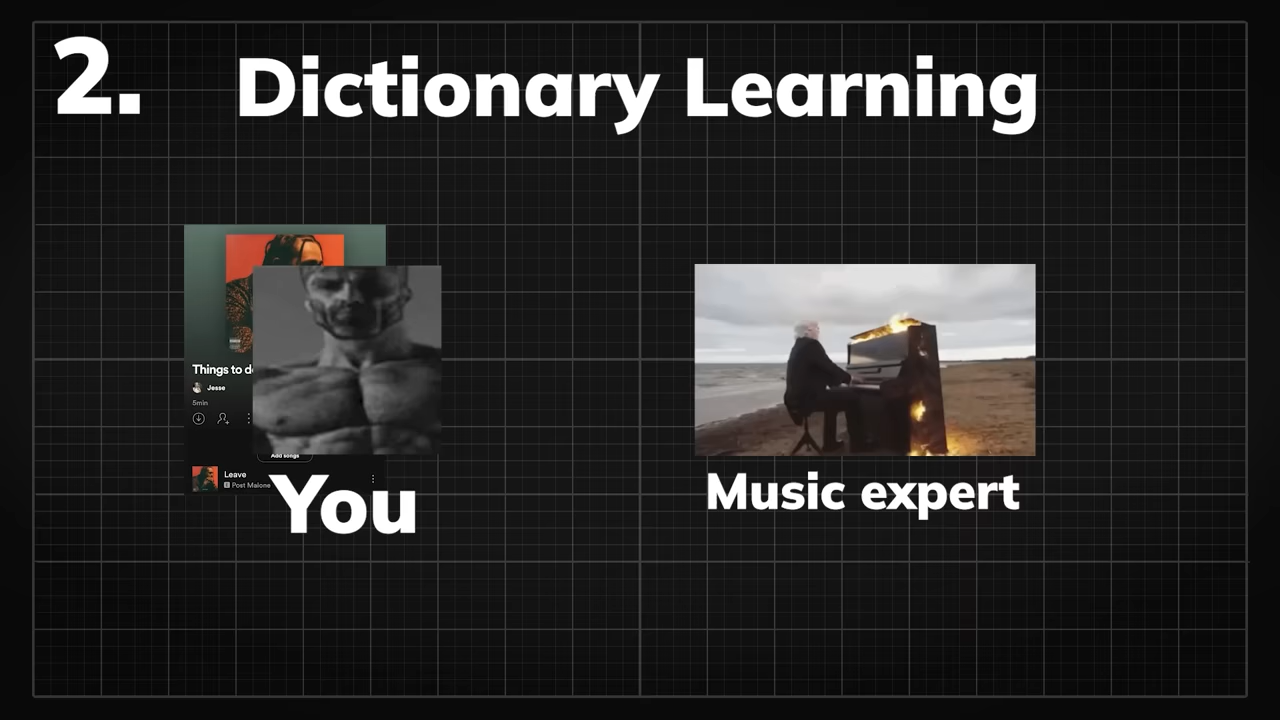 2. Dictionary Learning
Things to d
Jesse
5min
Add songs
Leave
E Post Malone
You
Music expert